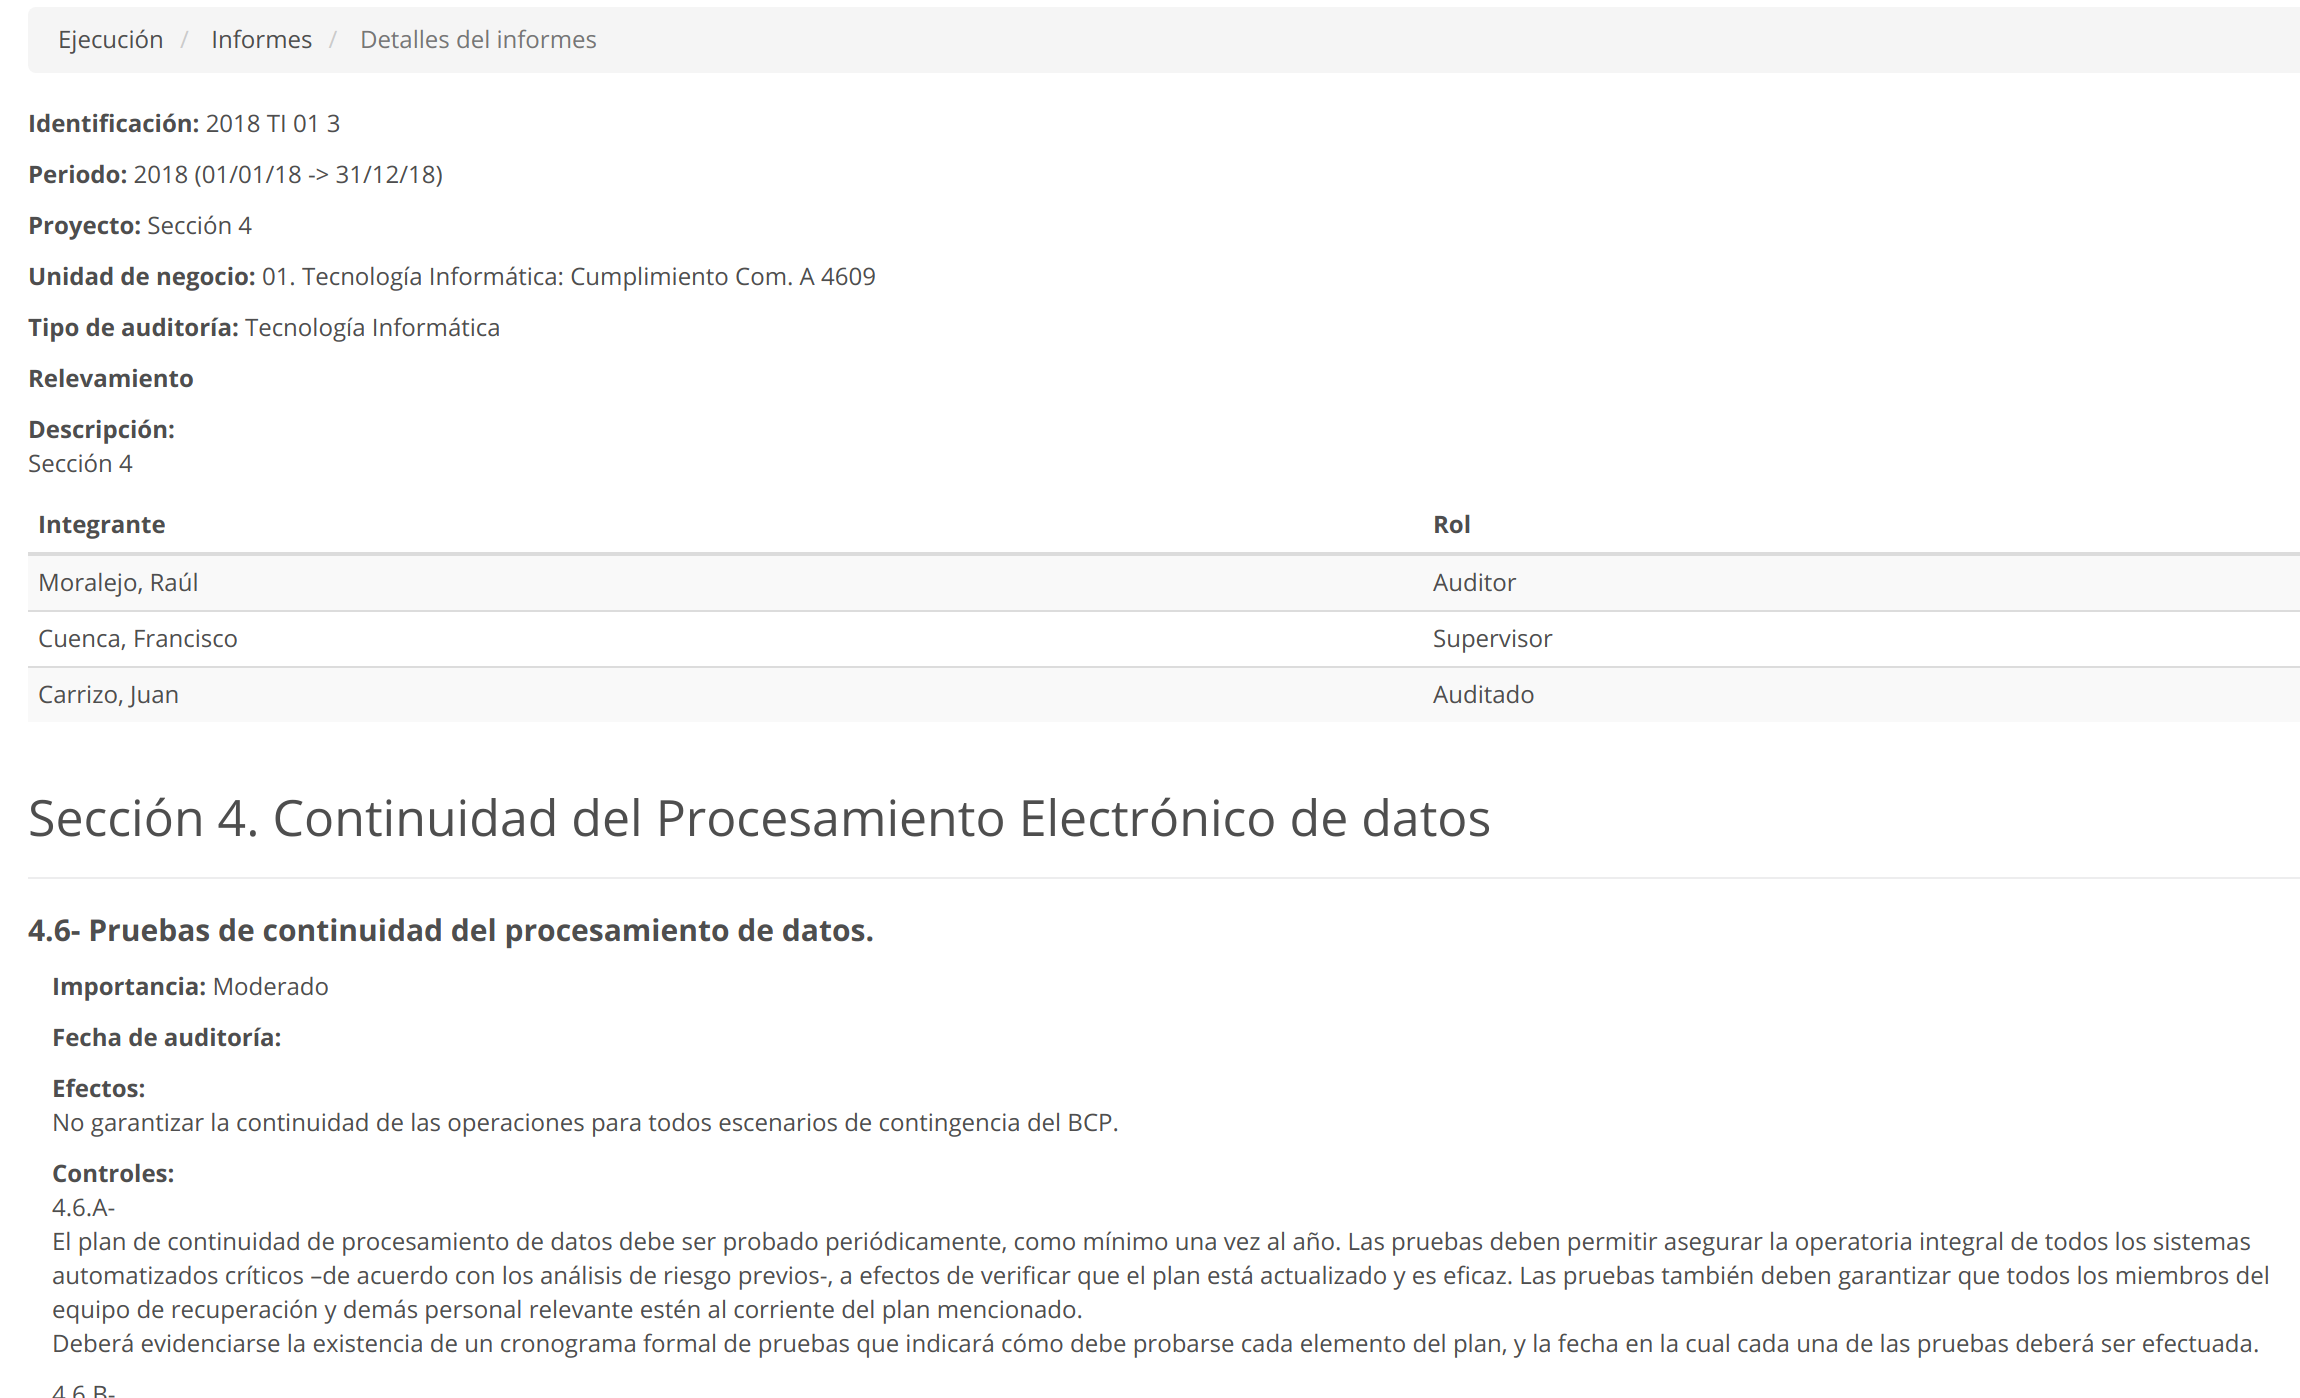 Ejecución / Informes / Detalles del informes
Identificación: 2018 TI 01 3
Periodo: 2018 (01/01/18 -> 31/12/18)
Proyecto: Sección 4
Unidad de negocio: 01. Tecnología Informática: Cumplimiento Com. A 4609
Tipo de auditoría: Tecnología Informática
Relevamiento
Descripción:
Sección 4
Integrante Rol
Moralejo, Raúl Auditor
Cuenca, Francisco Supervisor
Carrizo, Juan Auditado
Sección 4. Continuidad del Procesamiento Electrónico de datos
4.6- Pruebas de continuidad del procesamiento de datos.
Importancia: Moderado
Fecha de auditoría:
Efectos:
No garantizar la continuidad de las operaciones para todos escenarios de contingencia del BCP.
Controles:
4.6.A-
El plan de continuidad de procesamiento de datos debe ser probado periódicamente, como mínimo una vez al año. Las pruebas deben permitir asegurar la operatoria integral de todos los sistemas
automatizados críticos –de acuerdo con los análisis de riesgo previos-, a efectos de verificar que el plan está actualizado y es eficaz. Las pruebas también deben garantizar que todos los miembros del
equipo de recuperación y demás personal relevante estén al corriente del plan mencionado.
Deberá evidenciarse la existencia de un cronograma formal de pruebas que indicará cómo debe probarse cada elemento del plan, y la fecha en la cual cada una de las pruebas deberá ser efectuada.
4.6.B-